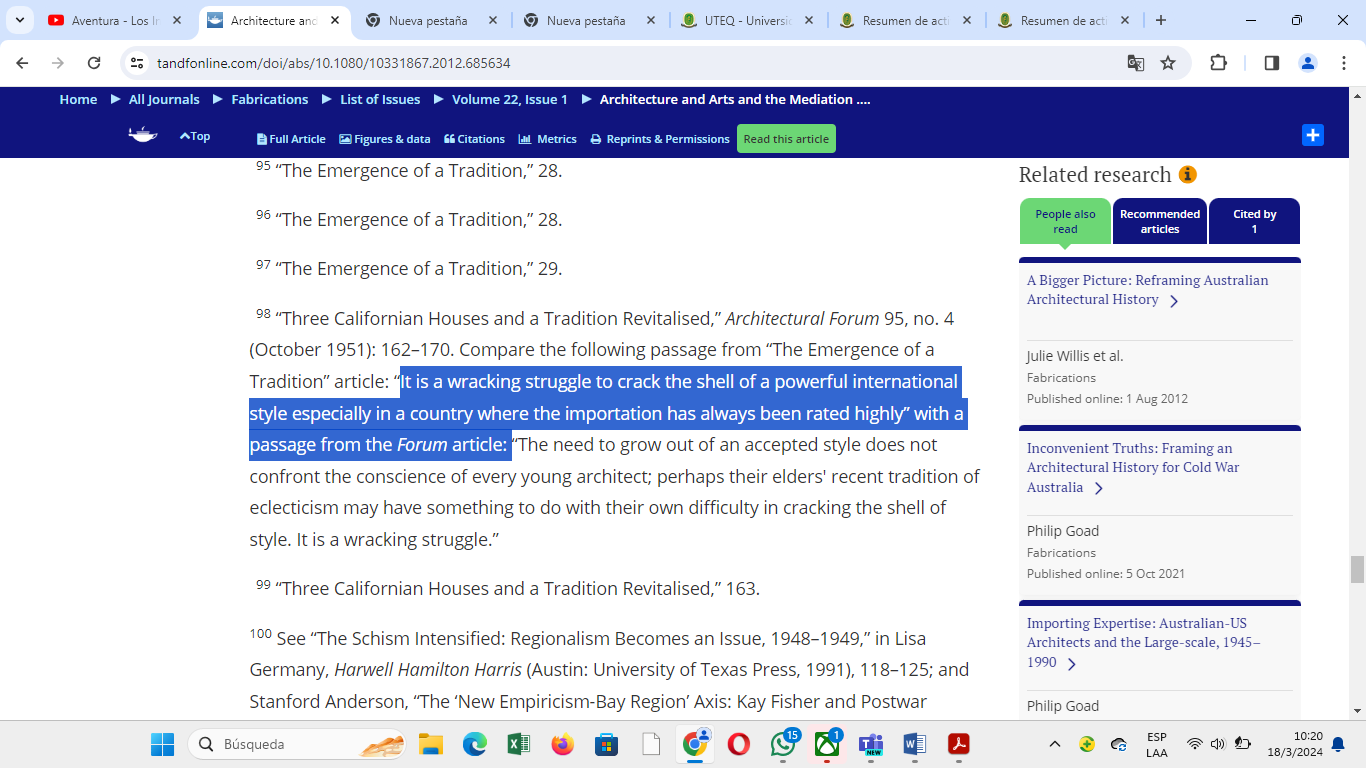 Aventura - Los In
Architecture and
Nueva pestaña
Nueva pestaña
UTEQ - Universi
Resumen de acti
Resumen de acti
tandfonline.com/doi/abs/10.1080/10331867.2012.685634
Home ▶ All Journals ▶ Fabrications ▶ List of Issues ▶ Volume 22, Issue 1 ▶ Architecture and Arts and the Mediation ....
Top
Full Article Figures & data Citations Metrics Reprints & Permissions Read this article
95 “The Emergence of a Tradition,” 28.
96 “The Emergence of a Tradition,” 28.
97 “The Emergence of a Tradition,” 29.
98 “Three Californian Houses and a Tradition Revitalised,” Architectural Forum 95, no. 4
(October 1951): 162–170. Compare the following passage from “The Emergence of a
Tradition” article: “It is a wracking struggle to crack the shell of a powerful international
style especially in a country where the importation has always been rated highly” with a
passage from the Forum article: “The need to grow out of an accepted style does not
confront the conscience of every young architect; perhaps their elders' recent tradition of
eclecticism may have something to do with their own difficulty in cracking the shell of
style. It is a wracking struggle.”
99 “Three Californian Houses and a Tradition Revitalised,” 163.
100 See “The Schism Intensified: Regionalism Becomes an Issue, 1948–1949,” in Lisa
Germany, Harwell Hamilton Harris (Austin: University of Texas Press, 1991), 118–125; and
Stanford Anderson, “The ‘New Empiricism-Bay Region’ Axis: Kay Fisher and Postwar
Related research
People also
read
Recommended
articles
Cited by
1
A Bigger Picture: Reframing Australian
Architectural History
Julie Willis et al.
Fabrications
Published online: 1 Aug 2012
Inconvenient Truths: Framing an
Architectural History for Cold War
Australia
Philip Goad
Fabrications
Published online: 5 Oct 2021
Importing Expertise: Australian-US
Architects and the Large-scale, 1945–
1990
Philip Goad
Búsqueda
15
1
NEW
ESP
LAA
10:20
18/3/2024